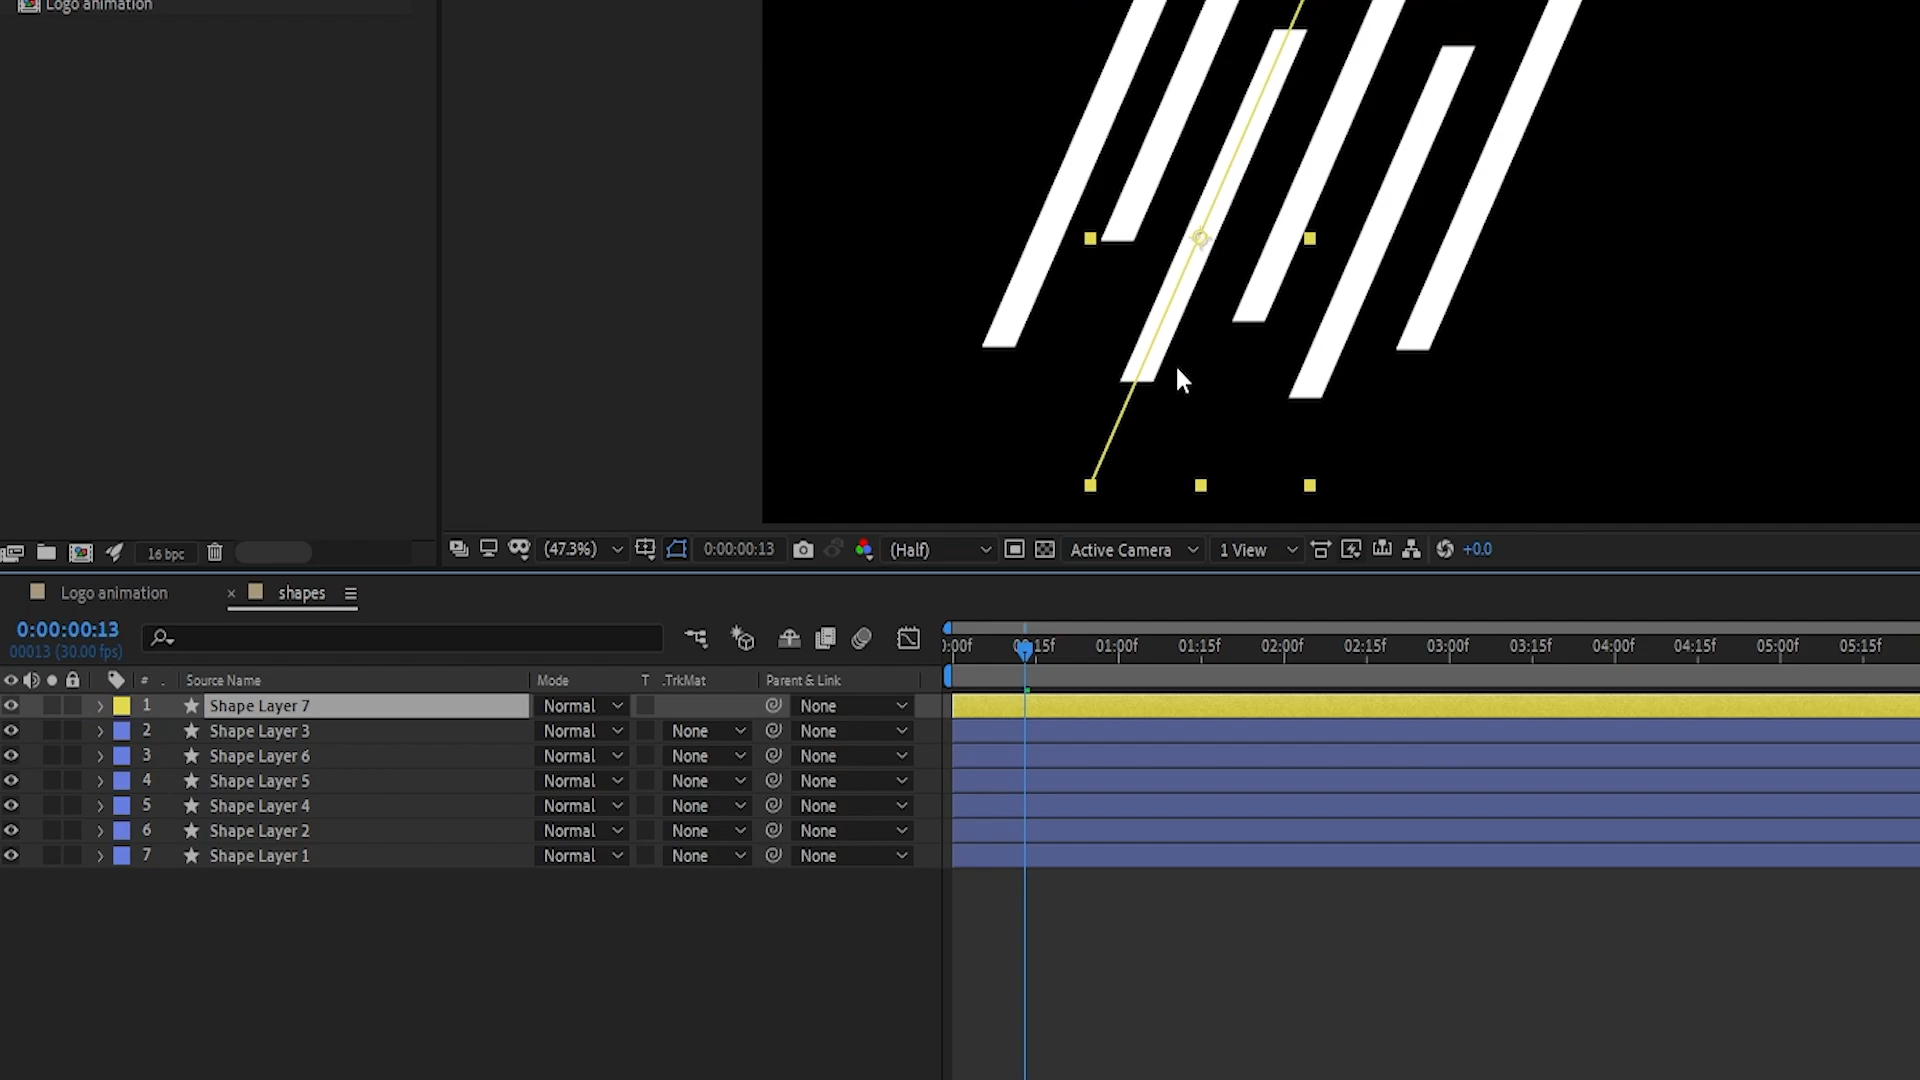 Logo animation
16 bpc
(47.3%)
0:00:00:13
(Half)
Active Camera
1 View
+0.0
Logo animation
× shapes
0:00:00:13
00013 (30.00 fps)
:00f
15f
01:00f
01:15f
02:00f
02:15f
03:00f
03:15f
04:00f
04:15f
05:00f
05:15f
# . Source Name Mode T .TrkMat Parent & Link
1 Shape Layer 7 Normal None
2 Shape Layer 3 Normal None None
3 Shape Layer 6 Normal None None
4 Shape Layer 5 Normal None None
5 Shape Layer 4 Normal None None
6 Shape Layer 2 Normal None None
7 Shape Layer 1 Normal None None